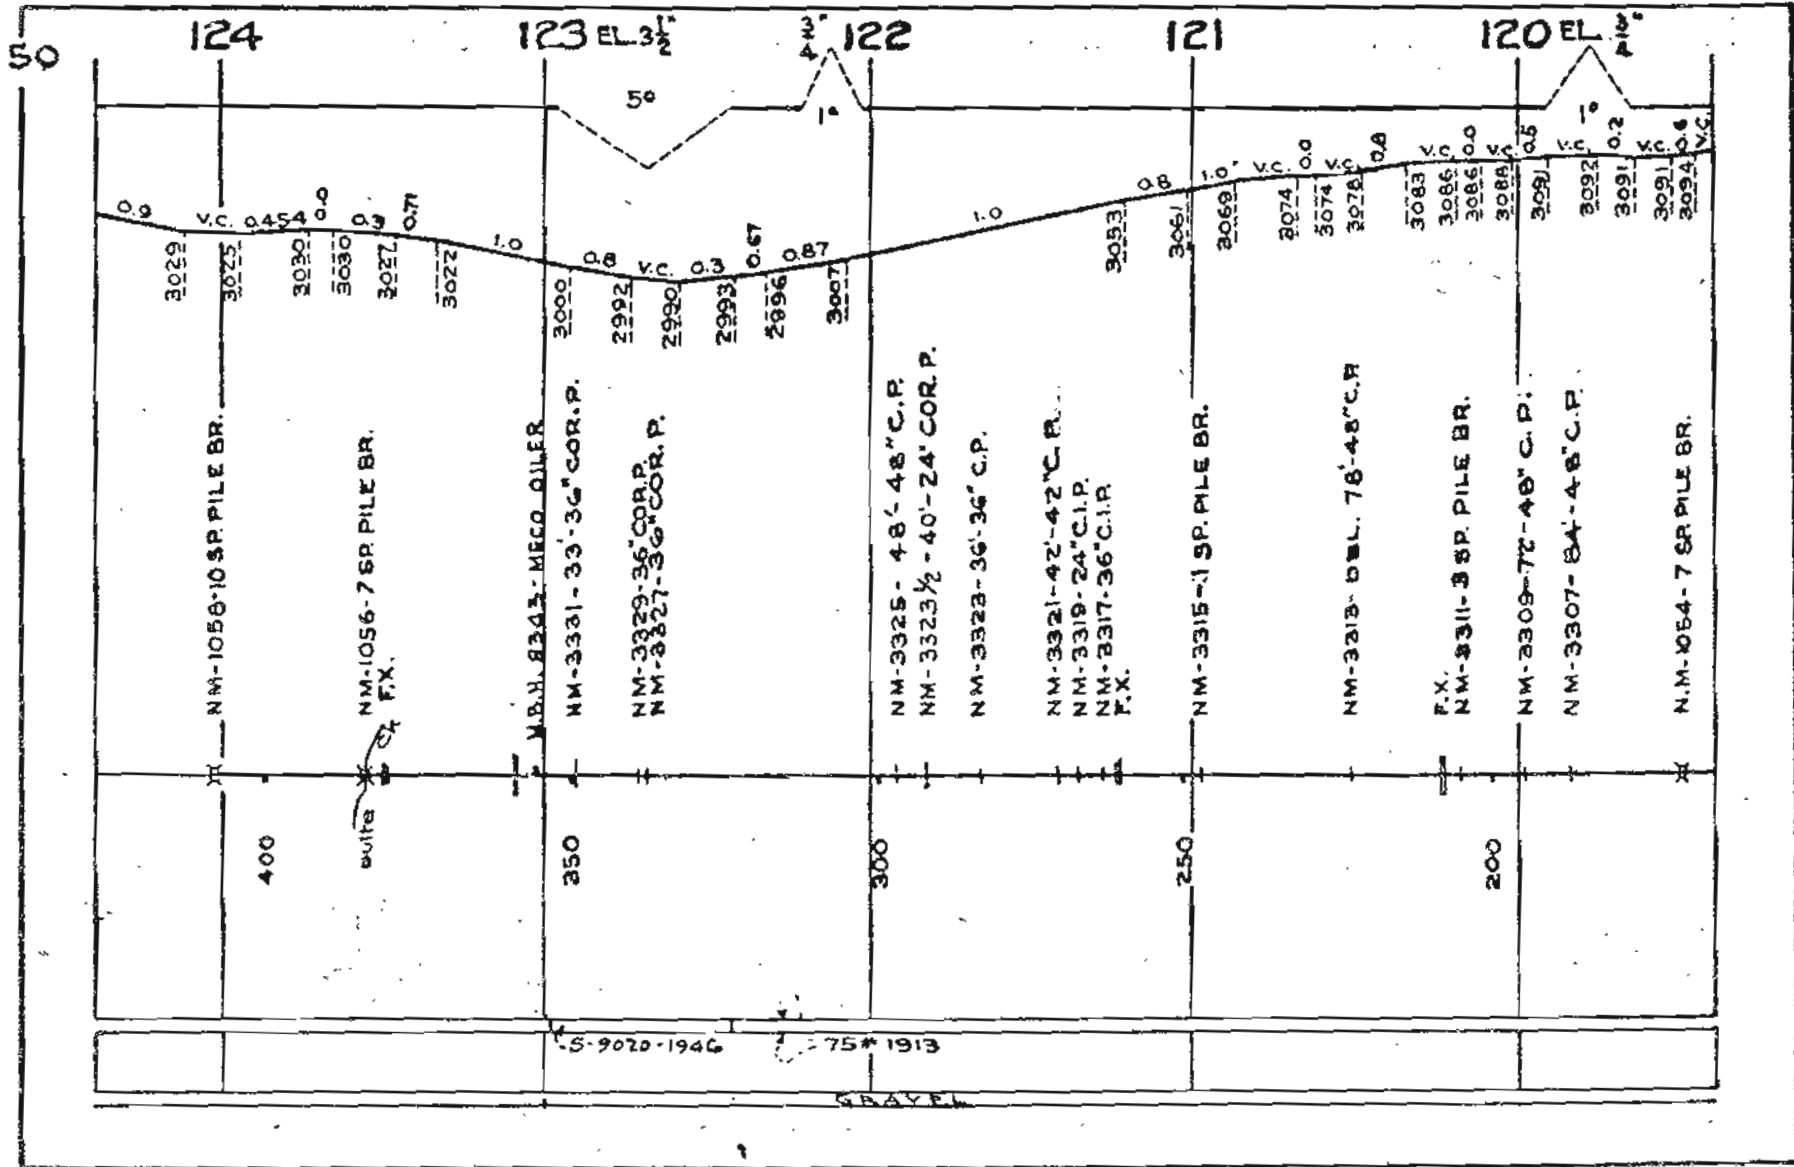 50
124
123 EL. 3½"
¾"
122
121
120 EL. ¾"
5°
1°
1°
0.9
V.C.
0.454
0.0
0.3
0.71
1.0
0.8
V.C.
0.3
0.67
0.87
1.0
0.8
1.0
V.C.
0.0
V.C.
0.8
V.C.
0.0
V.C.
0.5
V.C.
0.2
V.C.
0.6
V.C.
3029
3025
3030
3030
3027
3022
3000
2992
2990
2993
2996
3007
3053
3061
3069
3074
3074
3078
3083
3086
3086
3088
3091
3092
3091
3091
3094
NM-1058-10 SP. PILE BR.
NM-1056-7 SP. PILE BR.
F.X.
W.B.H. 8343-MECO OILER
NM-3331-33'-36" COR.P.
NM-3329-36" COR.P.
NM-3327-36" COR.P.
NM-3325-48'-48" C.P.
NM-3323½-40'-24" COR.P.
NM-3323-36'-36" C.P.
NM-3321-42'-42" C.P.
NM-3319-24" C.I.P.
NM-3317-36" C.I.P.
F.X.
NM-3315-1 SP. PILE BR.
NM-3313-DBL. 78'-48" C.P.
F.X.
NM-3311-3 SP. PILE BR.
NM-3309-72'-48" C.P.
NM-3307-84'-48" C.P.
N.M-1054-7 SP. PILE BR.
Butte
400
350
300
250
200
S-9020-1946
75# 1913
GRAVEL